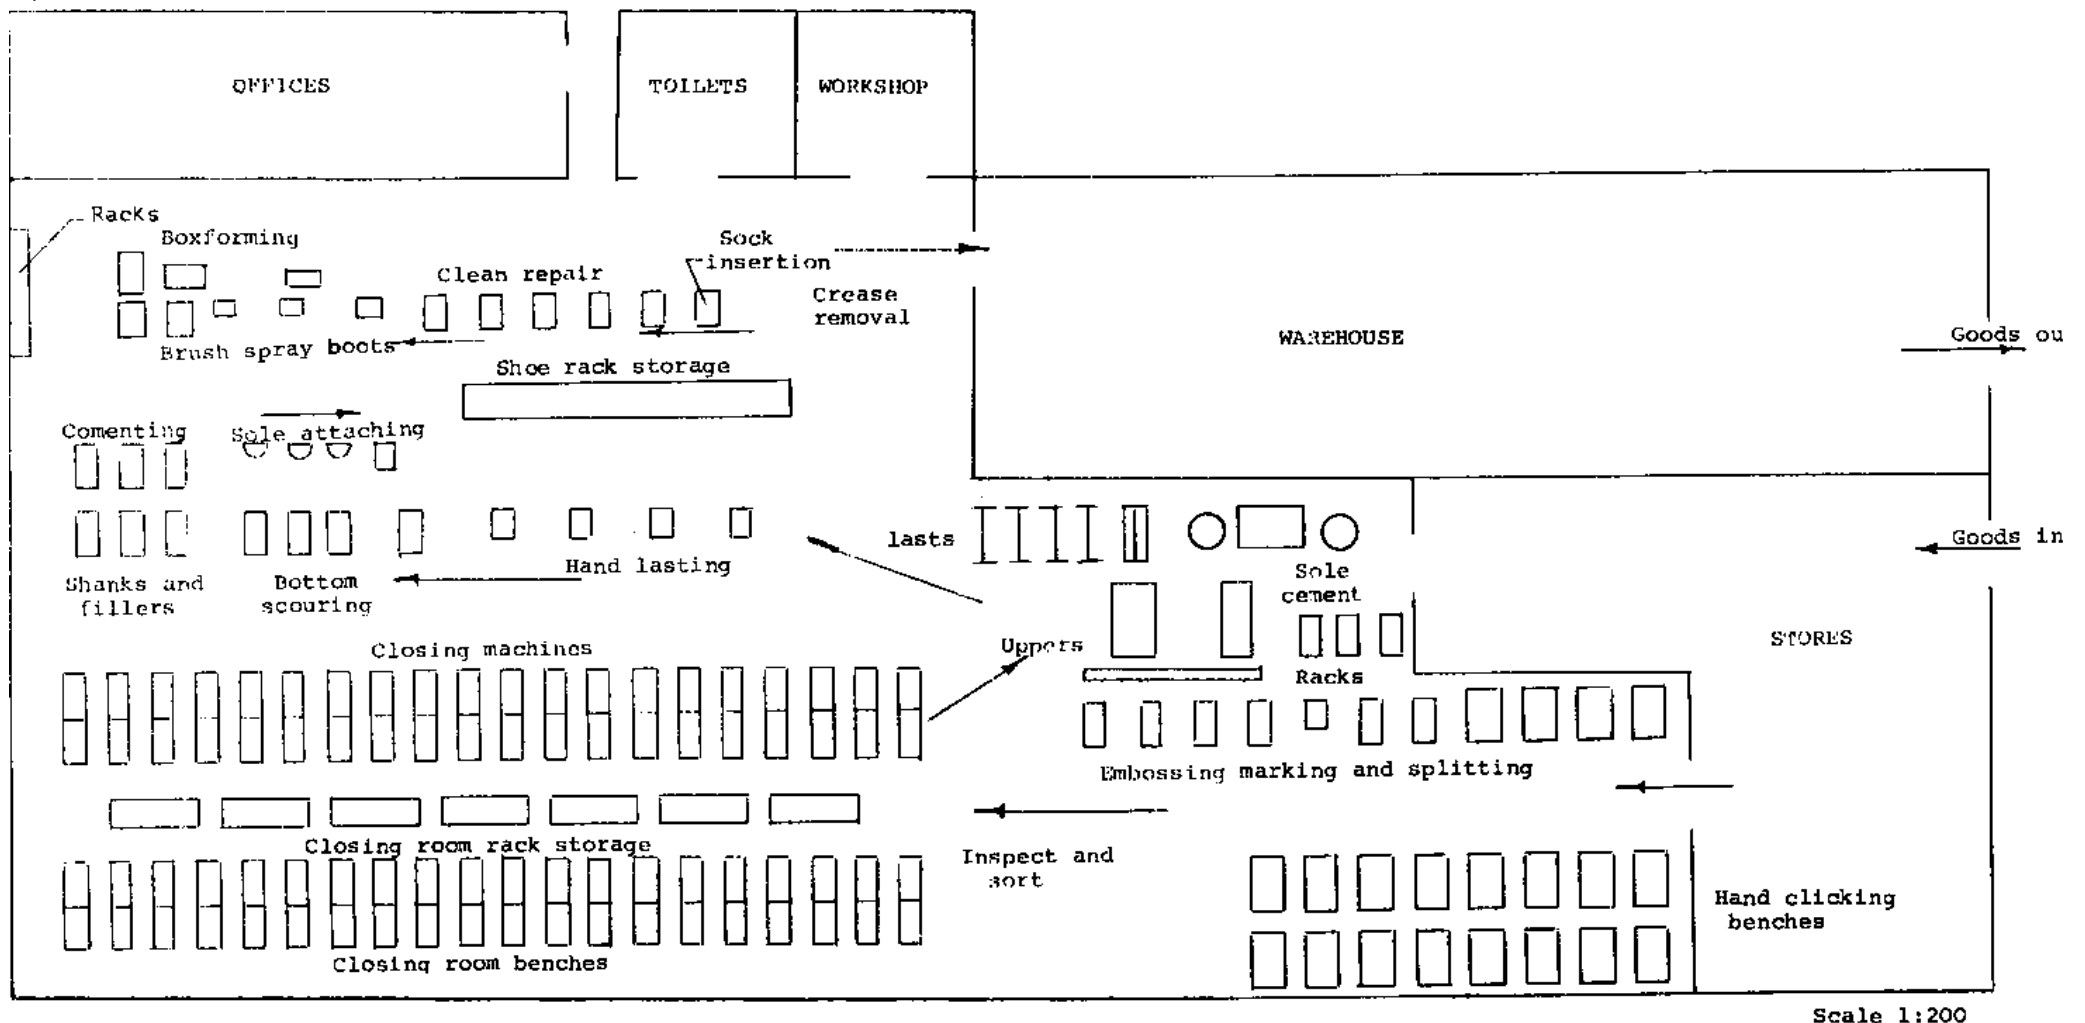 OFFICES
TOILETS
WORKSHOP
Racks
Boxforming
Sock
insertion
Clean repair
Crease
removal
WAREHOUSE
Goods ou
Brush spray boots
Shoe rack storage
Comenting
Sole attaching
lasts
Goods in
Hand lasting
Sole
cement
Shanks and
fillers
Bottom
scouring
Closing machines
Uppers
STORES
Racks
Embossing marking and splitting
Closing room rack storage
Inspect and
sort
Hand clicking
benches
Closing room benches
Scale 1:200